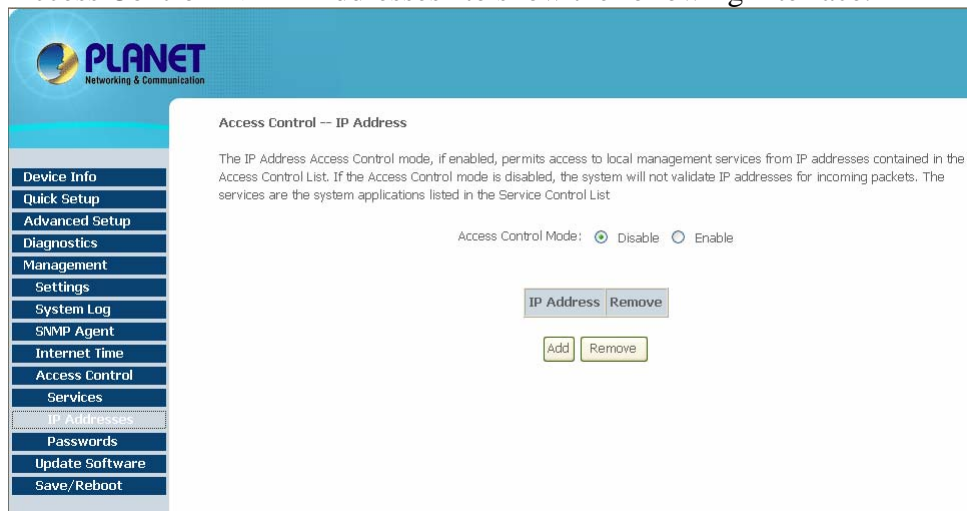 PLANET
Networking & Communication
Access Control -- IP Address
The IP Address Access Control mode, if enabled, permits access to local management services from IP addresses contained in the
Access Control List. If the Access Control mode is disabled, the system will not validate IP addresses for incoming packets. The
services are the system applications listed in the Service Control List
Access Control Mode: Disable Enable
IP Address Remove
Add Remove
Device Info
Quick Setup
Advanced Setup
Diagnostics
Management
Settings
System Log
SNMP Agent
Internet Time
Access Control
Services
IP Addresses
Passwords
Update Software
Save/Reboot